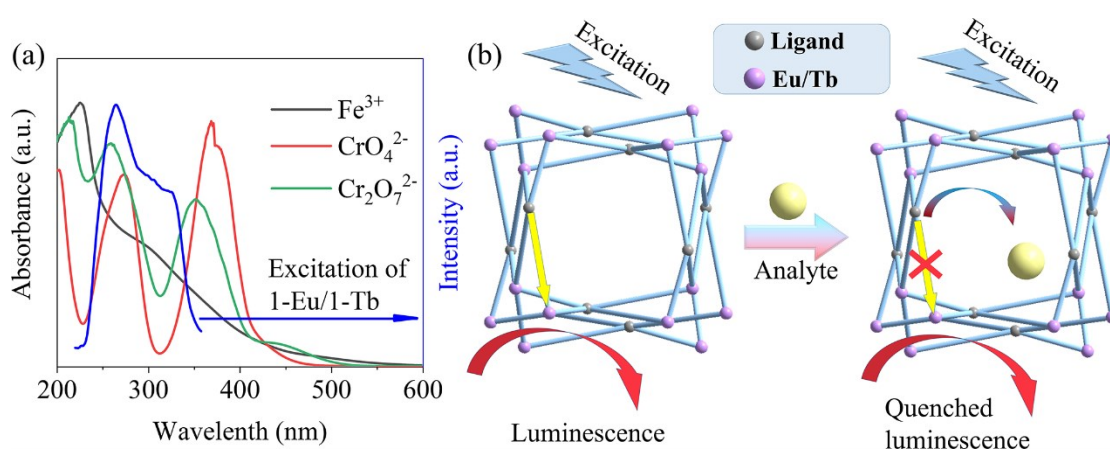 (a)
Absorbance (a.u.)
Fe³⁺
CrO₄²⁻
Cr₂O₇²⁻
Excitation of
1-Eu/1-Tb
Intensity (a.u.)
200 300 400 500 600
Wavelenth (nm)
(b)
Excitation
Ligand
Eu/Tb
Excitation
Analyte
Luminescence
Quenched
luminescence